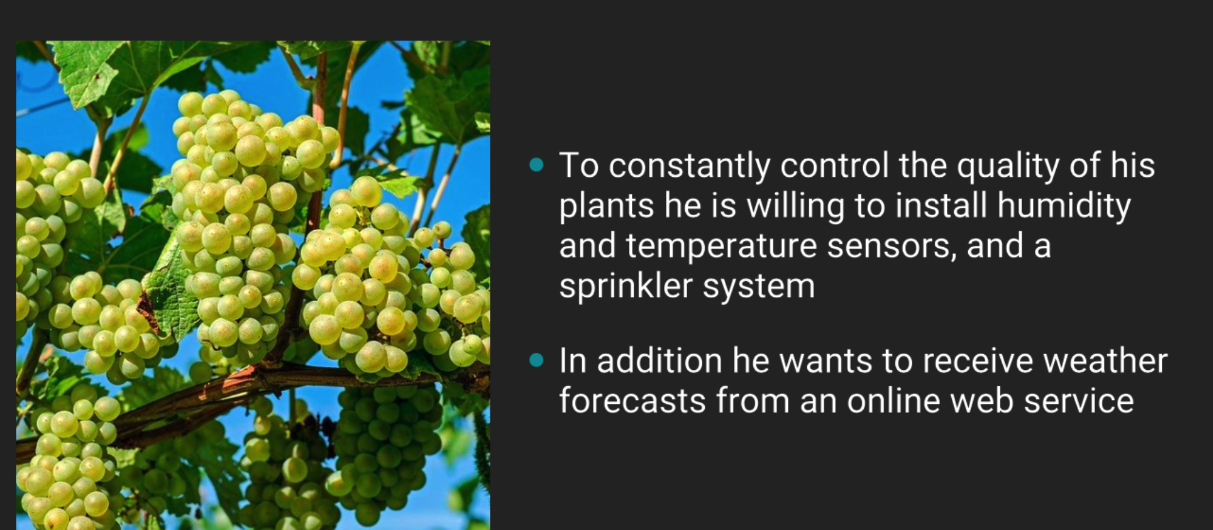 To constantly control the quality of his
plants he is willing to install humidity
and temperature sensors, and a
sprinkler system
In addition he wants to receive weather
forecasts from an online web service